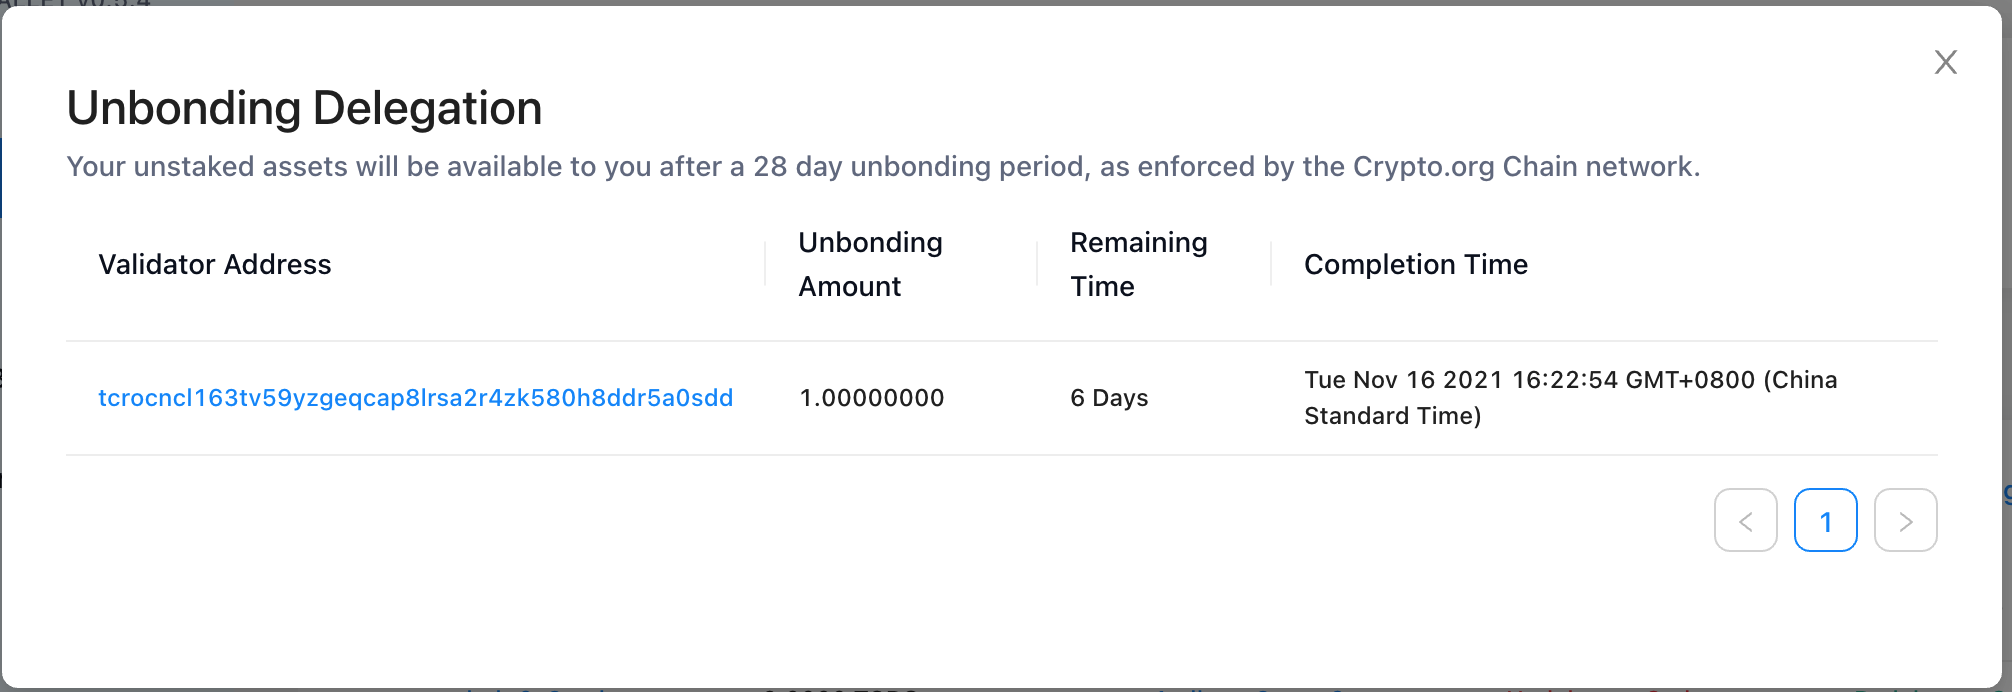 Unbonding Delegation
Your unstaked assets will be available to you after a 28 day unbonding period, as enforced by the Crypto.org Chain network.
Validator Address
Unbonding
Amount
Remaining
Time
Completion Time
tcrocncl163tv59yzgeqcap8lrsa2r4zk580h8ddr5a0sdd
1.00000000
6 Days
Tue Nov 16 2021 16:22:54 GMT+0800 (China
Standard Time)
1